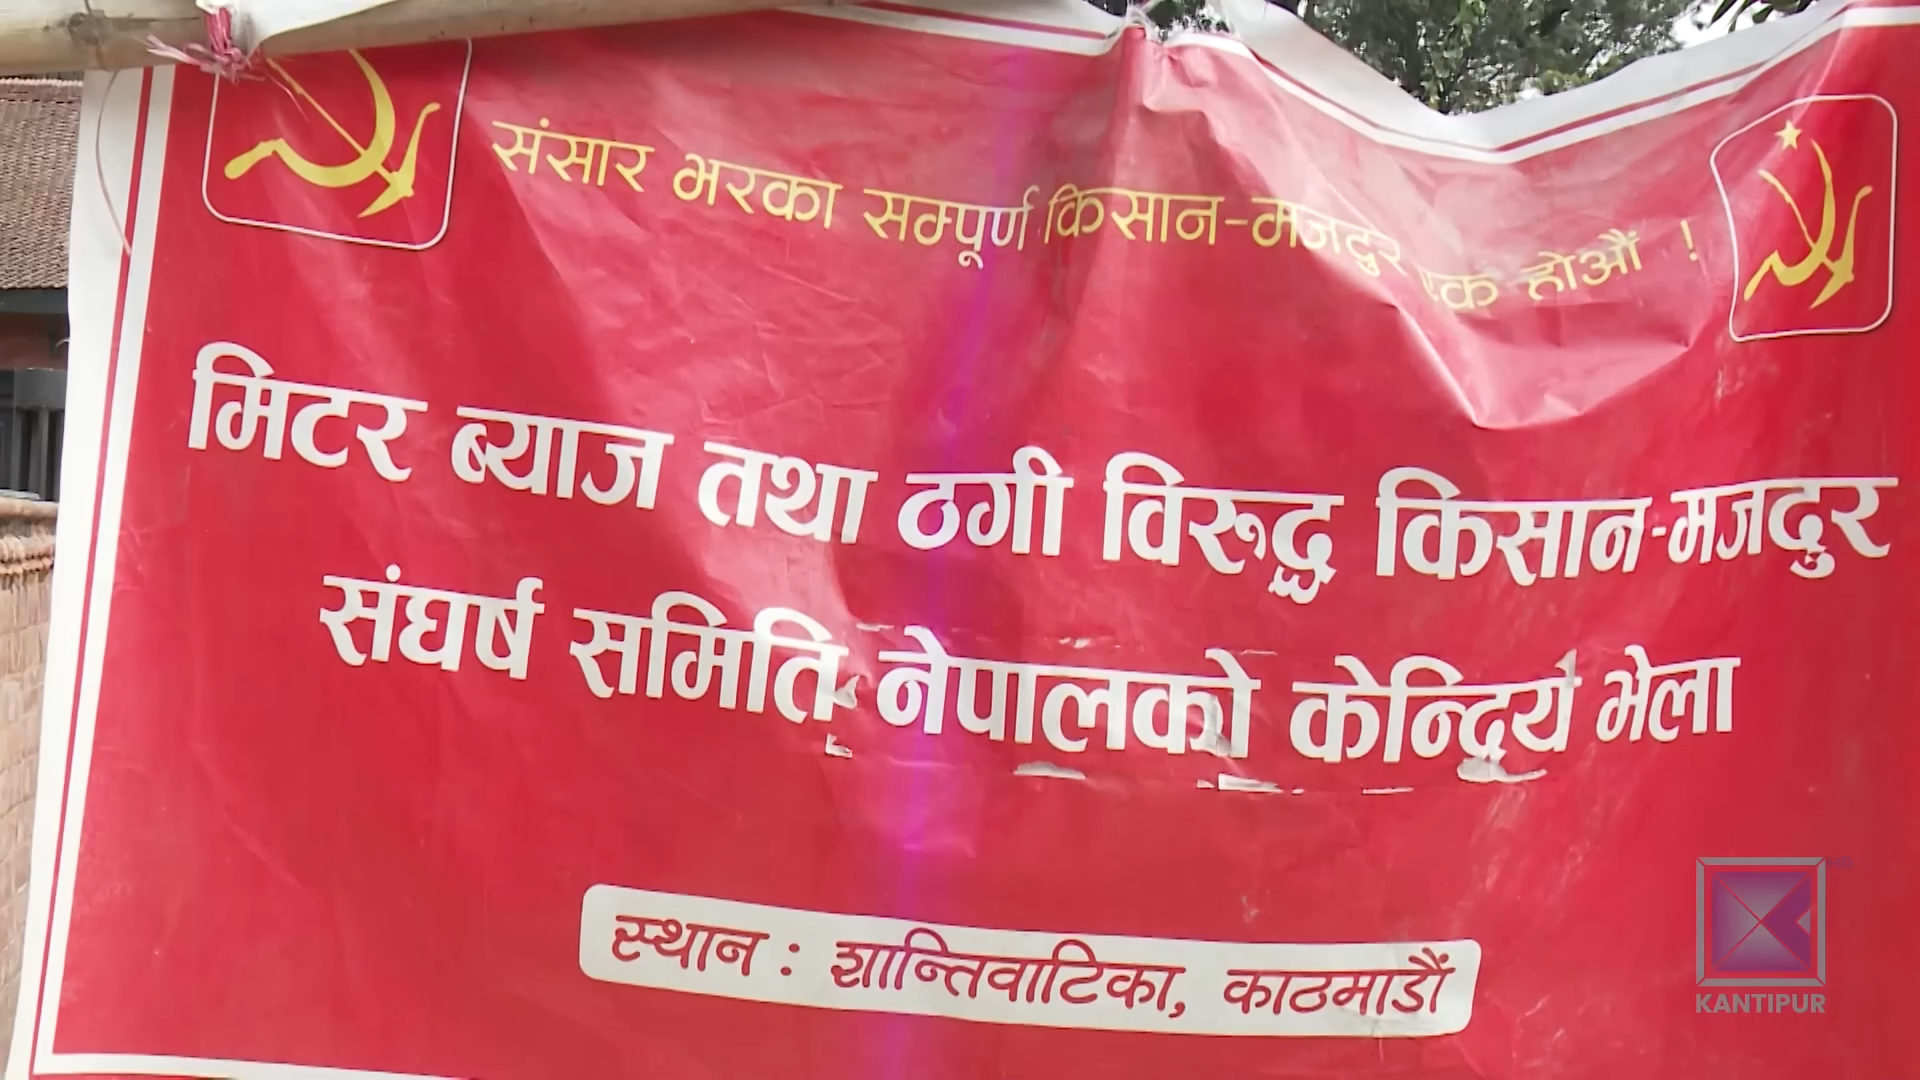 संसार भरका सम्पूर्ण किसान-मजदुर एक होऔं !
मिटर ब्याज तथा ठगी विरुद्ध किसान-मजदुर
संघर्ष समिति नेपालको केन्द्रिय भेला
स्थान : शान्तिवाटिका, काठमाडौं
KANTIPUR